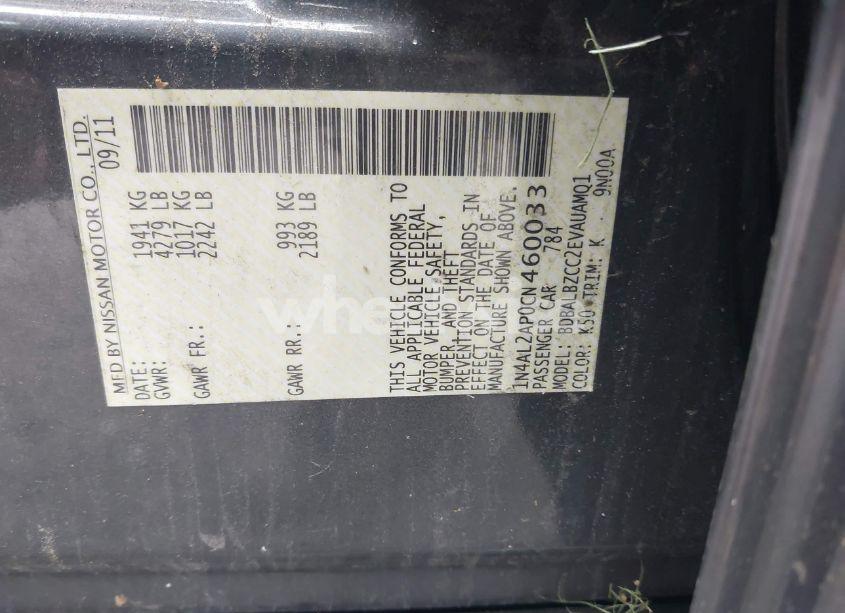 MFD BY NISSAN MOTOR CO., LTD.
DATE: 09/11
GVWR: 1941 KG
4279 LB
GAWR FR.: 1017 KG
2242 LB
GAWR RR.: 993 KG
2189 LB
THIS VEHICLE CONFORMS TO
ALL APPLICABLE FEDERAL
MOTOR VEHICLE SAFETY,
BUMPER, AND THEFT
PREVENTION STANDARDS IN
EFFECT ON THE DATE OF
MANUFACTURE SHOWN ABOVE.
1N4AL2AP0CN460033
PASSENGER CAR 784
MODEL: BDBALBZCC2EVAUAMQ1
COLOR: K50 TRIM: K 9N00A